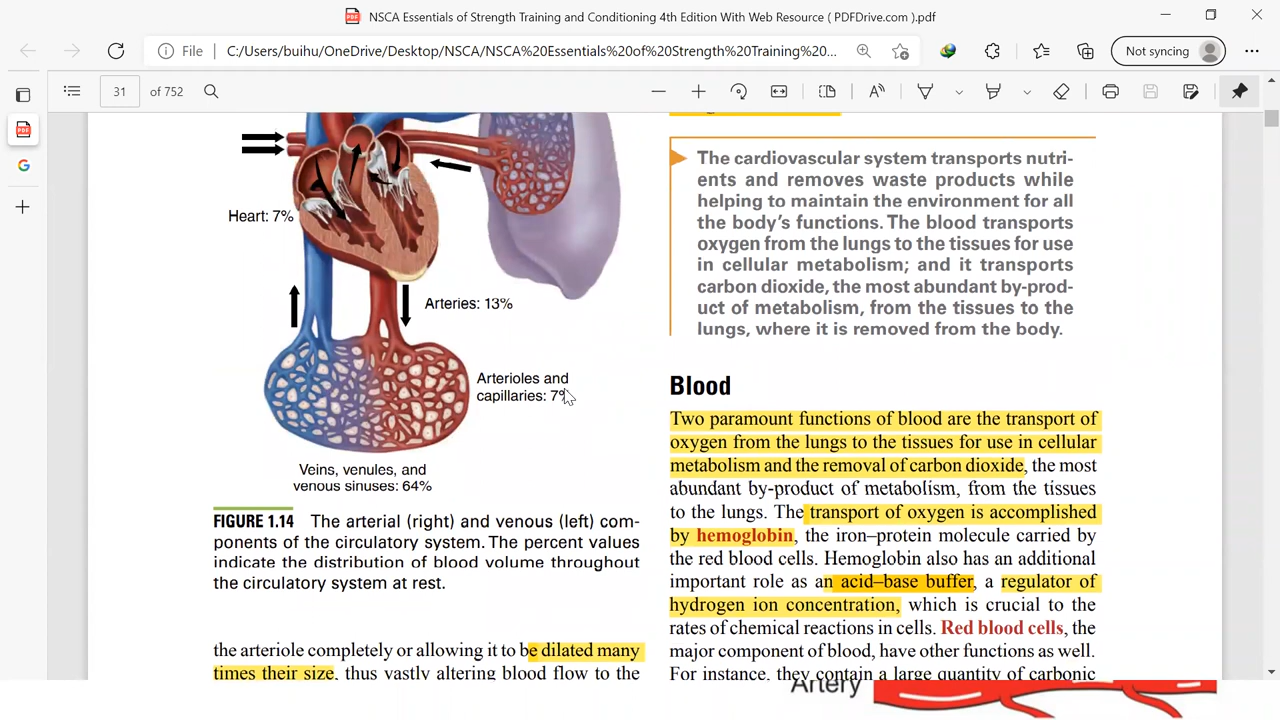 NSCA Essentials of Strength Training and Conditioning 4th Edition With Web Resource ( PDFDrive.com ).pdf
File
C:/Users/buihu/OneDrive/Desktop/NSCA/NSCA%20Essentials%20of%20Strength%20Training%20...
Not syncing
31 of 752
Heart: 7%
Arteries: 13%
Arterioles and
capillaries: 7%
Veins, venules, and
venous sinuses: 64%
FIGURE 1.14 The arterial (right) and venous (left) com-
ponents of the circulatory system. The percent values
indicate the distribution of blood volume throughout
the circulatory system at rest.
the arteriole completely or allowing it to be dilated many
times their size, thus vastly altering blood flow to the
The cardiovascular system transports nutri-
ents and removes waste products while
helping to maintain the environment for all
the body's functions. The blood transports
oxygen from the lungs to the tissues for use
in cellular metabolism; and it transports
carbon dioxide, the most abundant by-prod-
uct of metabolism, from the tissues to the
lungs, where it is removed from the body.
Blood
Two paramount functions of blood are the transport of
oxygen from the lungs to the tissues for use in cellular
metabolism and the removal of carbon dioxide, the most
abundant by-product of metabolism, from the tissues
to the lungs. The transport of oxygen is accomplished
by hemoglobin, the iron–protein molecule carried by
the red blood cells. Hemoglobin also has an additional
important role as an acid–base buffer, a regulator of
hydrogen ion concentration, which is crucial to the
rates of chemical reactions in cells. Red blood cells, the
major component of blood, have other functions as well.
For instance, they contain a large quantity of carbonic
Artery